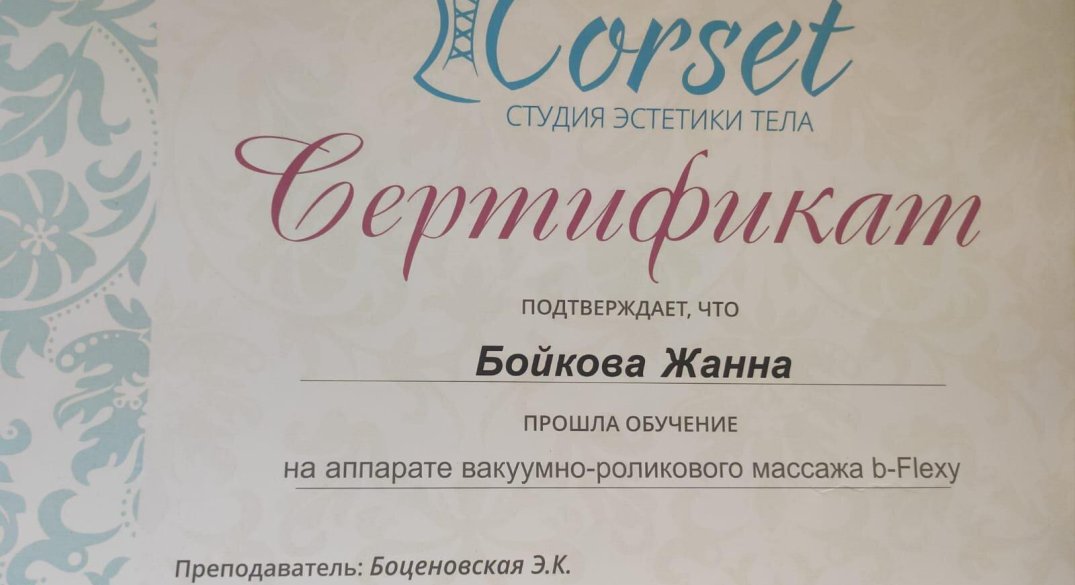 Corset
СТУДИЯ ЭСТЕТИКИ ТЕЛА
Сертификат
ПОДТВЕРЖДАЕТ, ЧТО
Бойкова Жанна
ПРОШЛА ОБУЧЕНИЕ
на аппарате вакуумно-роликового массажа b-Flexy
Преподаватель: Боценовская Э.К.